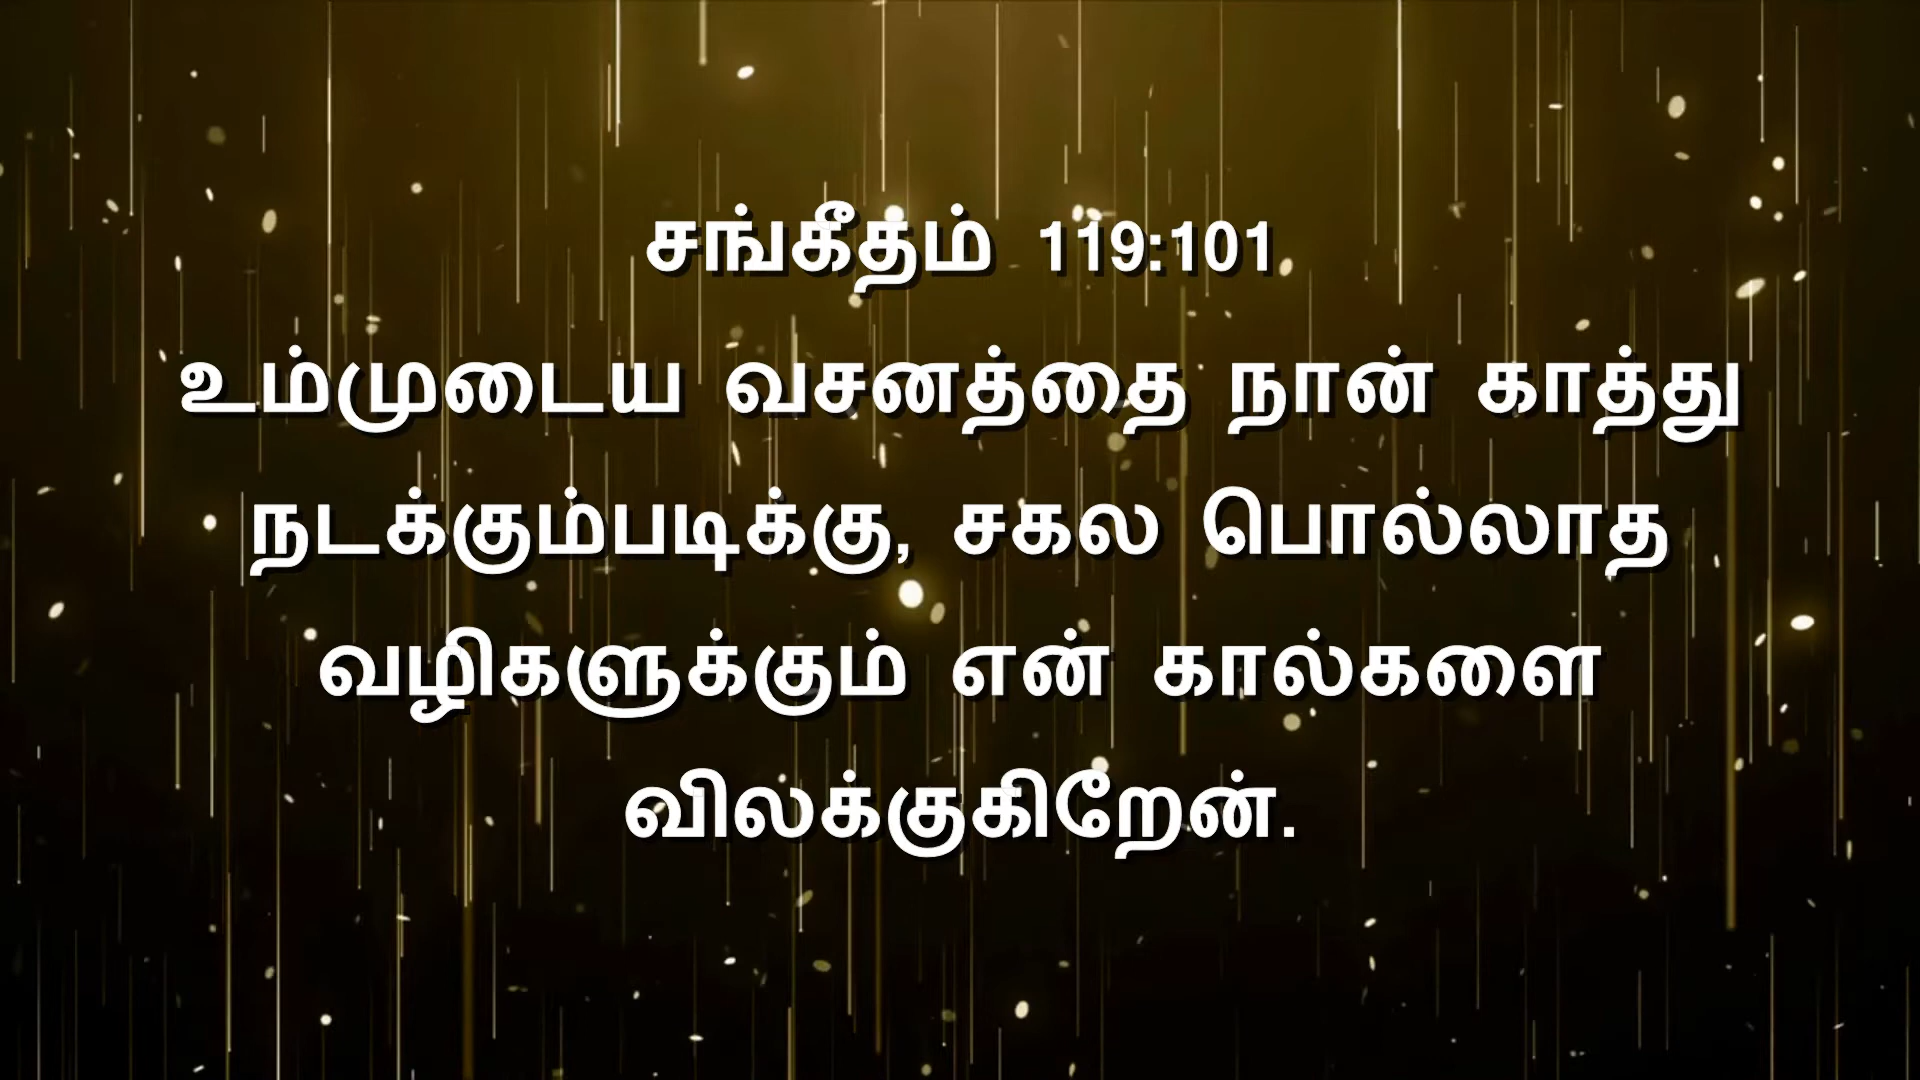 சங்கீதம் 119:101
உம்முடைய வசனத்தை நான் காத்து
நடக்கும்படிக்கு, சகல பொல்லாத
வழிகளுக்கும் என் கால்களை
விலக்குகிறேன்.